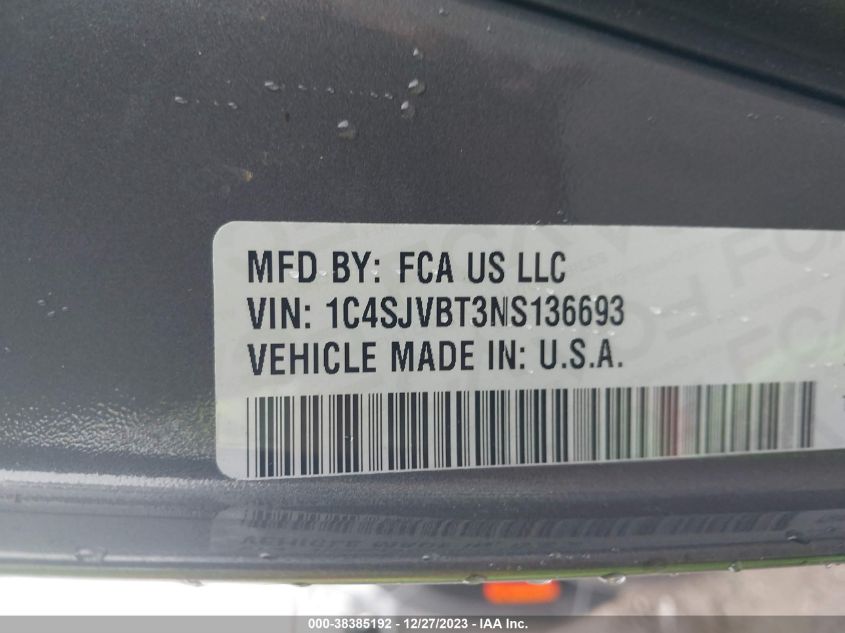 MFD BY: FCA US LLC
VIN: 1C4SJVBT3NS136693
VEHICLE MADE IN: U.S.A.
000-38385192 - 12/27/2023 - IAA Inc.